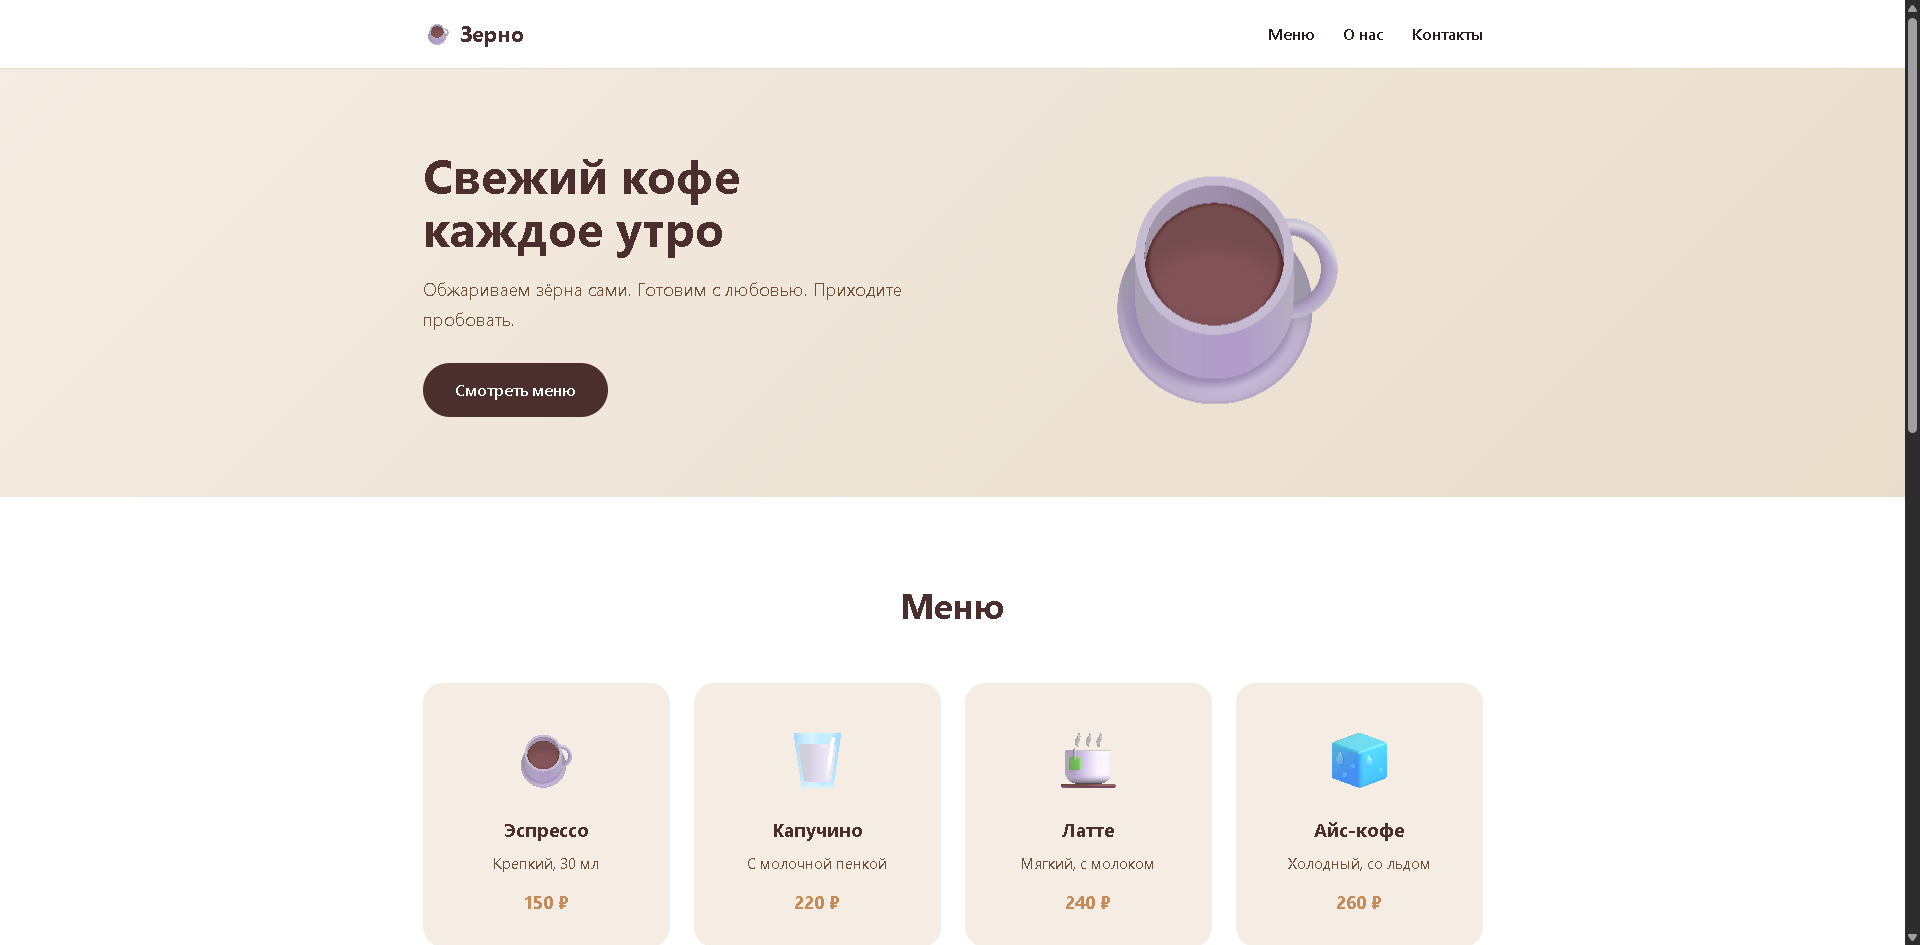 Зерно
Меню
О нас
Контакты
Свежий кофе
каждое утро
Обжариваем зёрна сами. Готовим с любовью. Приходите
пробовать.
Смотреть меню
Меню
Эспрессо
Крепкий, 30 мл
150 ₽
Капучино
С молочной пенкой
220 ₽
Латте
Мягкий, с молоком
240 ₽
Айс-кофе
Холодный, со льдом
260 ₽